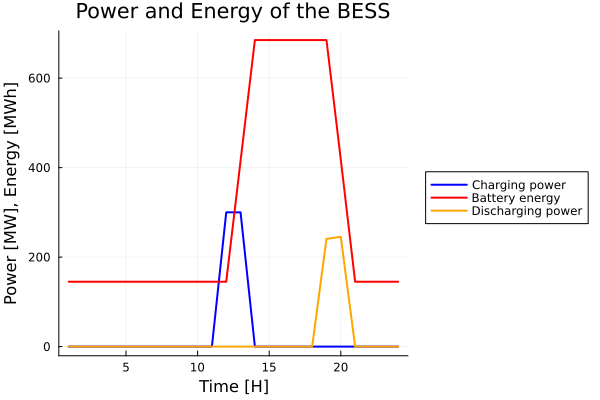 Power and Energy of the BESS
Power [MW], Energy [MWh]
600
400
200
0
5 10 15 20
Time [H]
Charging power
Battery energy
Discharging power